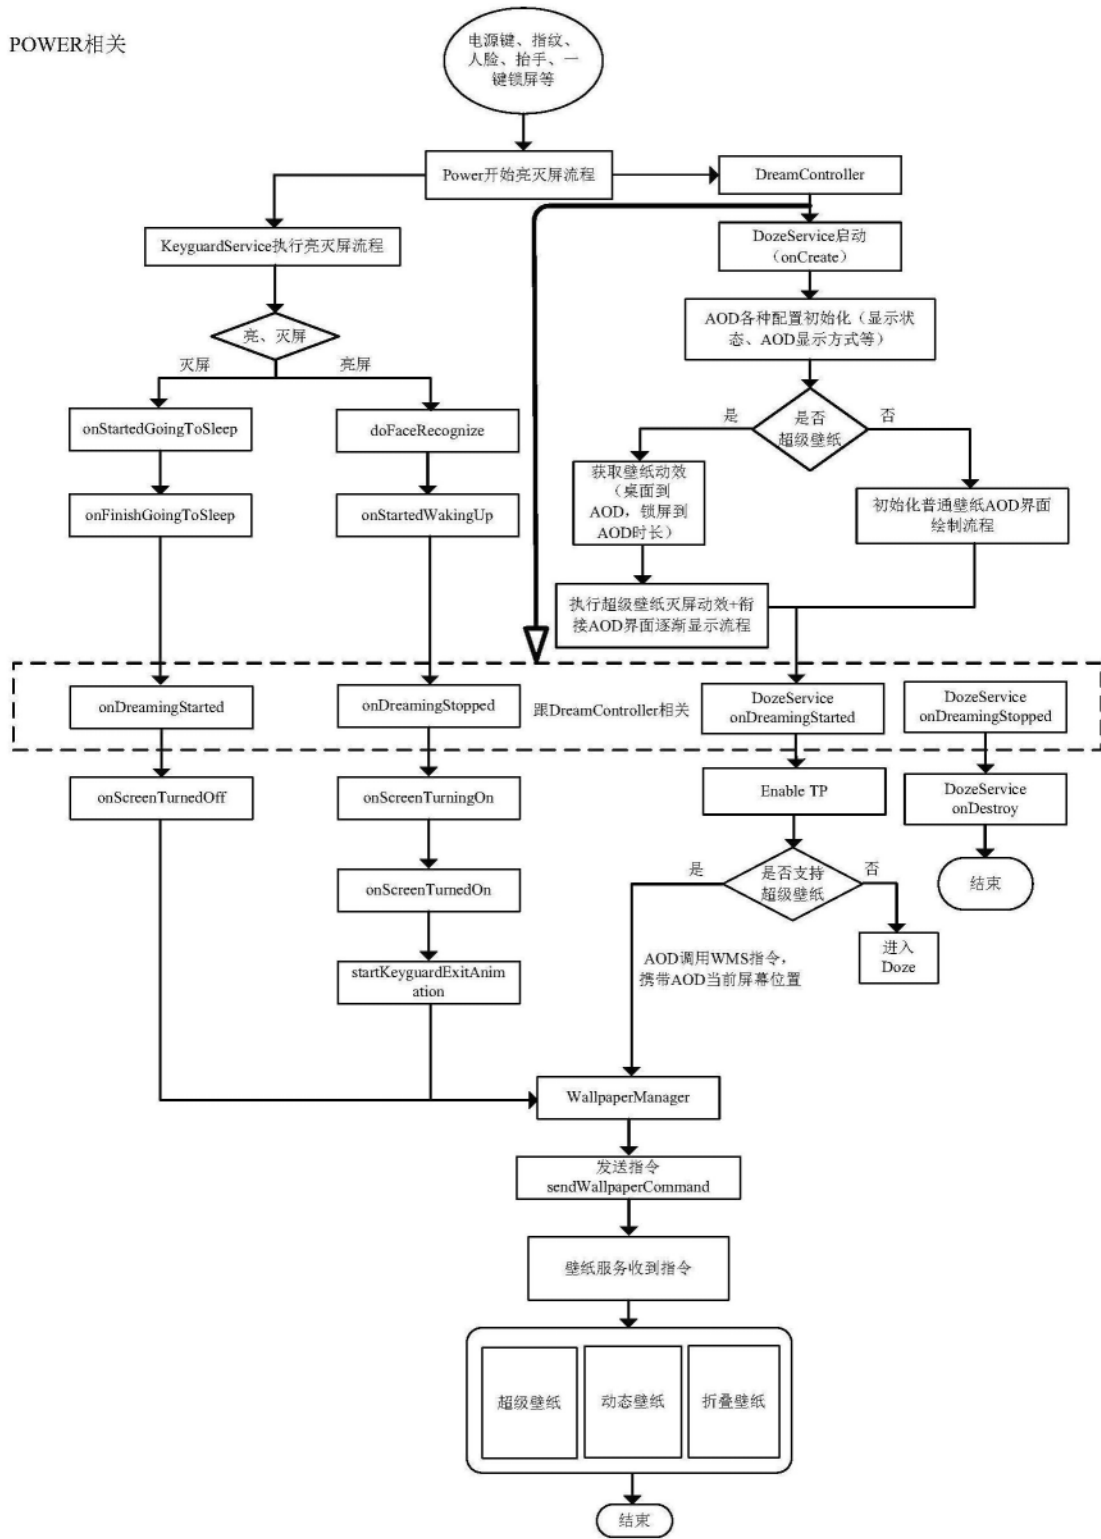 POWER相关
电源键、指纹、
人脸、抬手、一
键锁屏等
Power开始亮灭屏流程
DreamController
KeyguardService执行亮灭屏流程
DozeService启动
（onCreate）
亮、灭屏
AOD各种配置初始化（显示状
态、AOD显示方式等）
灭屏
亮屏
onStartedGoingToSleep
doFaceRecognize
是
是否
超级壁纸
否
获取壁纸动效
（桌面到
AOD，锁屏到
AOD时长）
onFinishGoingToSleep
onStartedWakingUp
初始化普通壁纸AOD界面
绘制流程
执行超级壁纸灭屏动效+衔
接AOD界面逐渐显示流程
onDreamingStarted
onDreamingStopped
跟DreamController相关
DozeService
onDreamingStarted
DozeService
onDreamingStopped
onScreenTurnedOff
onScreenTurningOn
Enable TP
DozeService
onDestroy
onScreenTurnedOn
是
是否支持
超级壁纸
否
结束
进入
Doze
startKeyguardExitAnim
ation
AOD调用WMS指令，
携带AOD当前屏幕位置
WallpaperManager
发送指令
sendWallpaperCommand
壁纸服务收到指令
超级壁纸
动态壁纸
折叠壁纸
结束